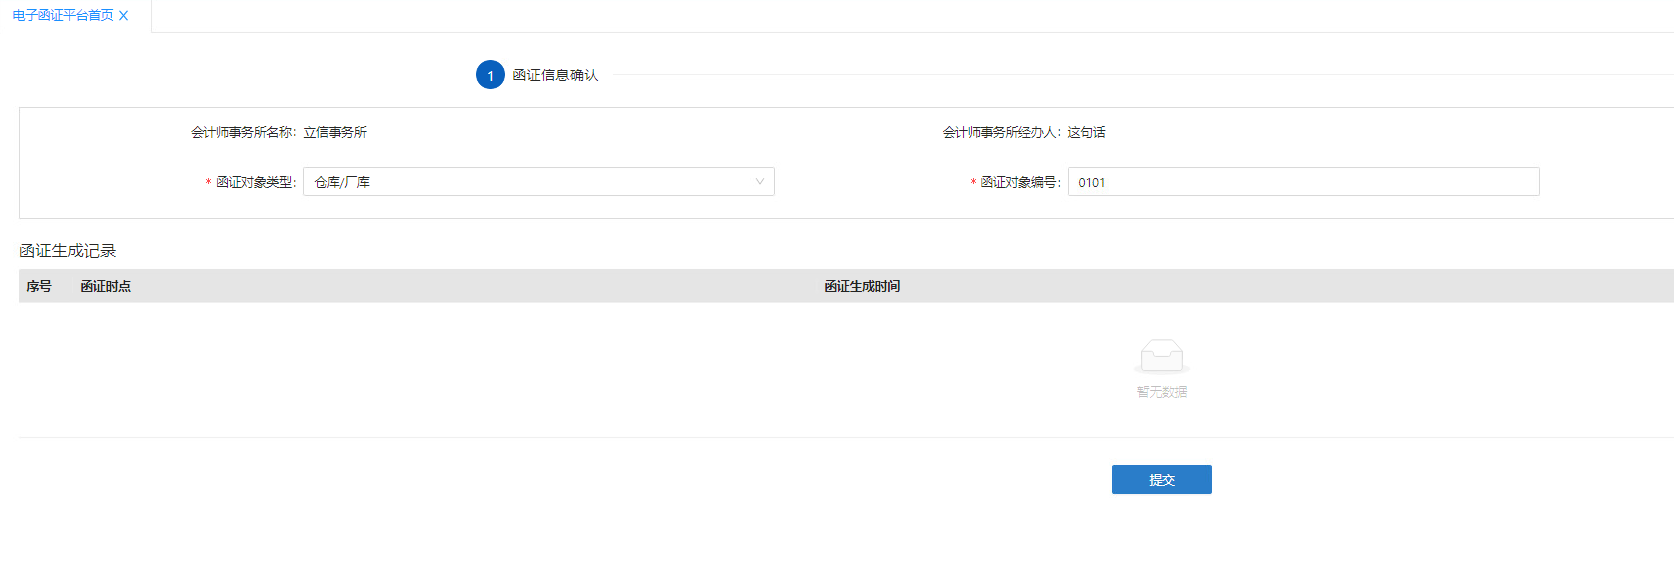 电子函证平台首页 X
1 函证信息确认
会计师事务所名称：立信事务所 会计师事务所经办人：这句话
* 函证对象类型： 仓库/厂库 * 函证对象编号： 0101
函证生成记录
序号 函证时点 函证生成时间
暂无数据
提交